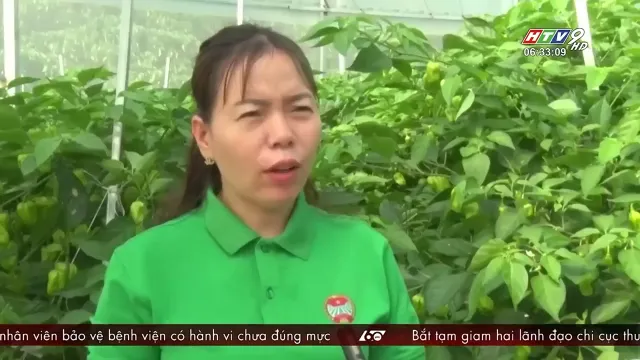 HTV9 HD
06:33:09
nhân viên bảo vệ bệnh viện có hành vi chưa đúng mực
60
Bắt tạm giam hai lãnh đạo chi cục thu